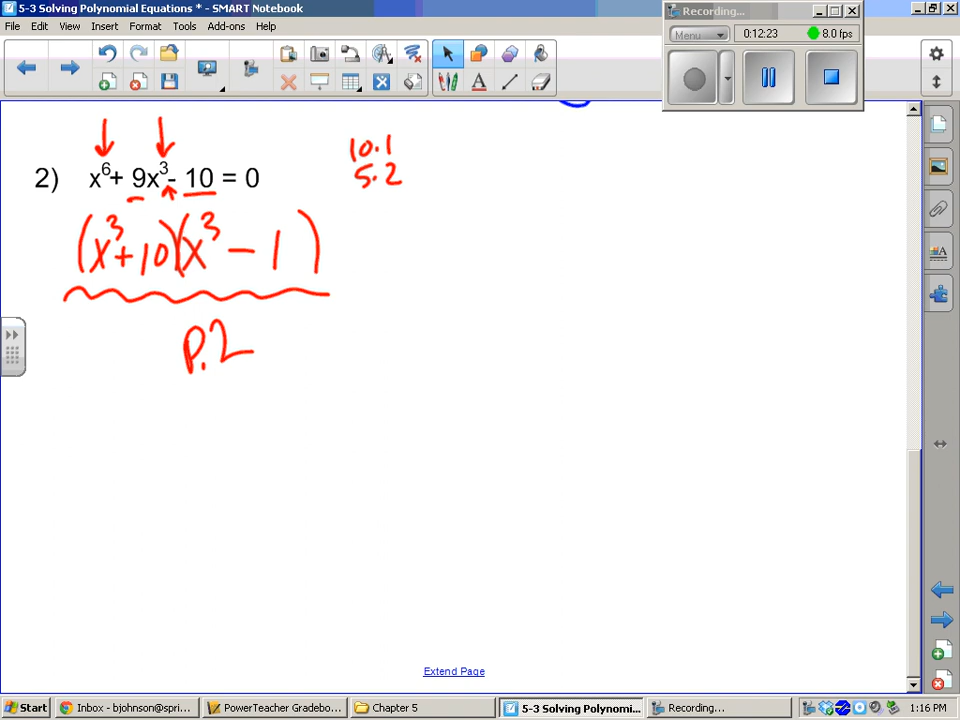 5-3 Solving Polynomial Equations * - SMART Notebook
Recording...
File Edit View Insert Format Tools Add-ons Help
Menu 0:12:23 8.0 fps
10·1
2) x⁶+ 9x³- 10 = 0
5·2
(x³+10)(x³ - 1)
P.2
Extend Page
Start Inbox - bjohnson@spri... PowerTeacher Gradebo... Chapter 5 5-3 Solving Polynomi... Recording... 1:16 PM